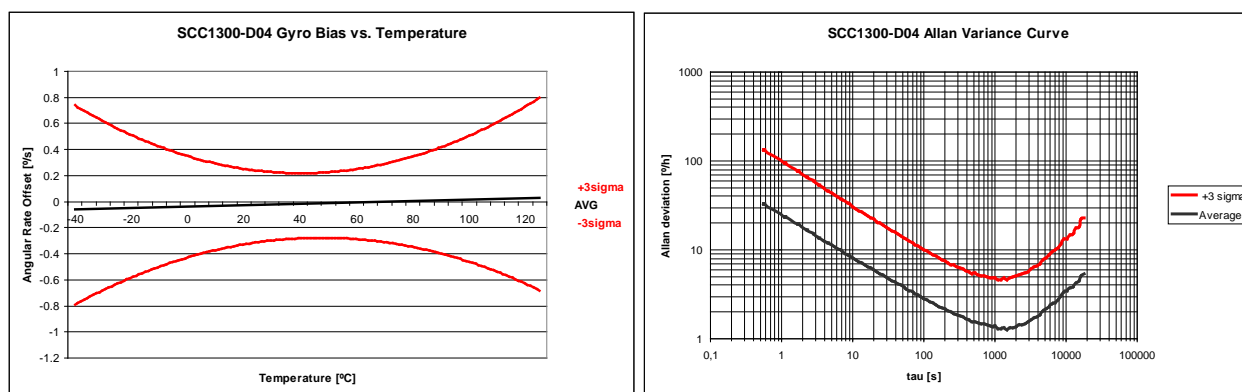 SCC1300-D04 Gyro Bias vs. Temperature
Angular Rate Offset [º/s]
1
0.8
0.6
0.4
0.2
0
-0.2
-0.4
-0.6
-0.8
-1
-1.2
-40 -20 0 20 40 60 80 100 120
Temperature [ºC]
+3sigma
AVG
-3sigma
SCC1300-D04 Allan Variance Curve
Allan deviation [º/h]
1000
100
10
1
0,1 1 10 100 1000 10000 100000
tau [s]
+3 sigma
Average